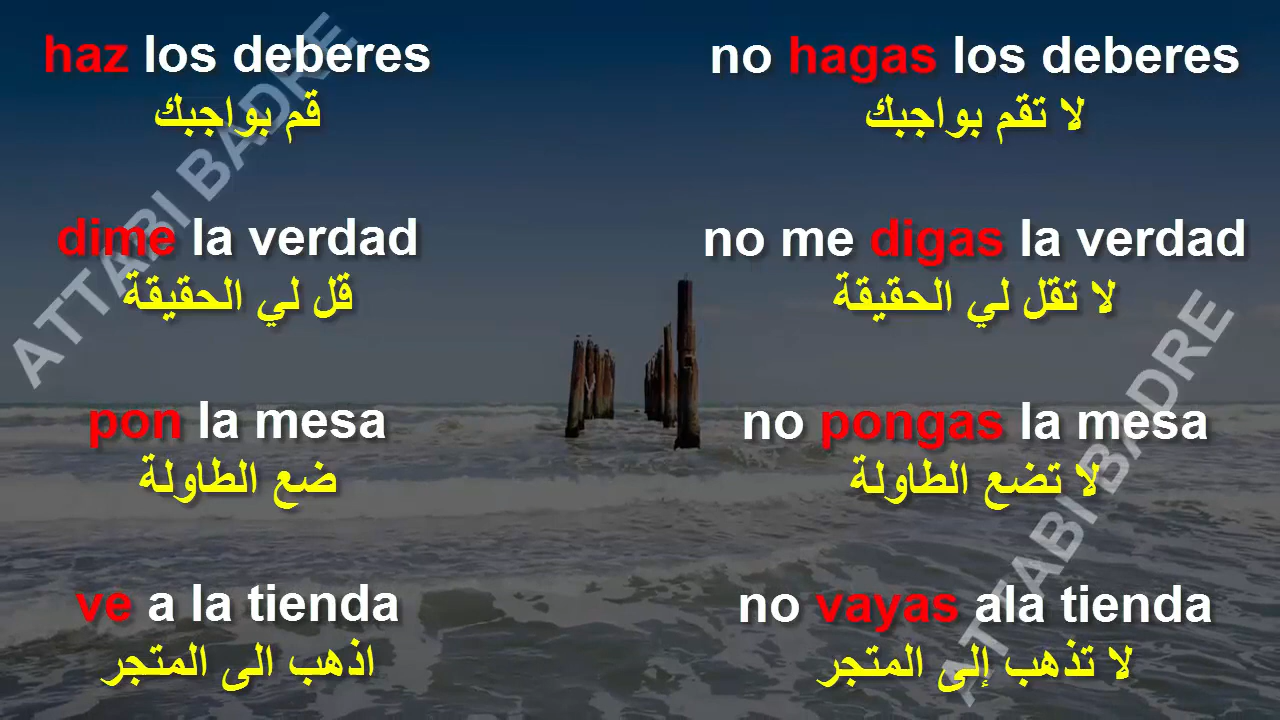 haz los deberes
قم بواجبك
no hagas los deberes
لا تقم بواجبك
dime la verdad
قل لي الحقيقة
no me digas la verdad
لا تقل لي الحقيقة
pon la mesa
ضع الطاولة
no pongas la mesa
لا تضع الطاولة
ve a la tienda
اذهب الى المتجر
no vayas ala tienda
لا تذهب إلى المتجر
ATTABI BADRE
ATTABI BADRE